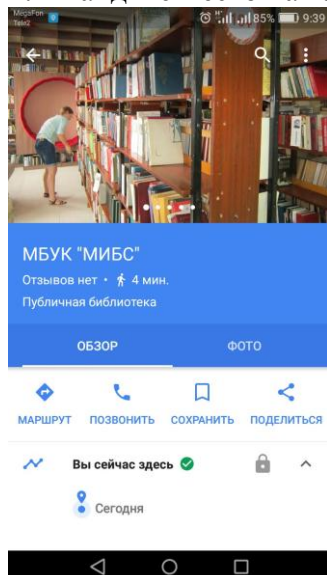 MegaFon
Tele2
85% 9:39
МБУК "МИБС"
Отзывов нет · 4 мин.
Публичная библиотека
ОБЗОР ФОТО
МАРШРУТ ПОЗВОНИТЬ СОХРАНИТЬ ПОДЕЛИТЬСЯ
Вы сейчас здесь
Сегодня